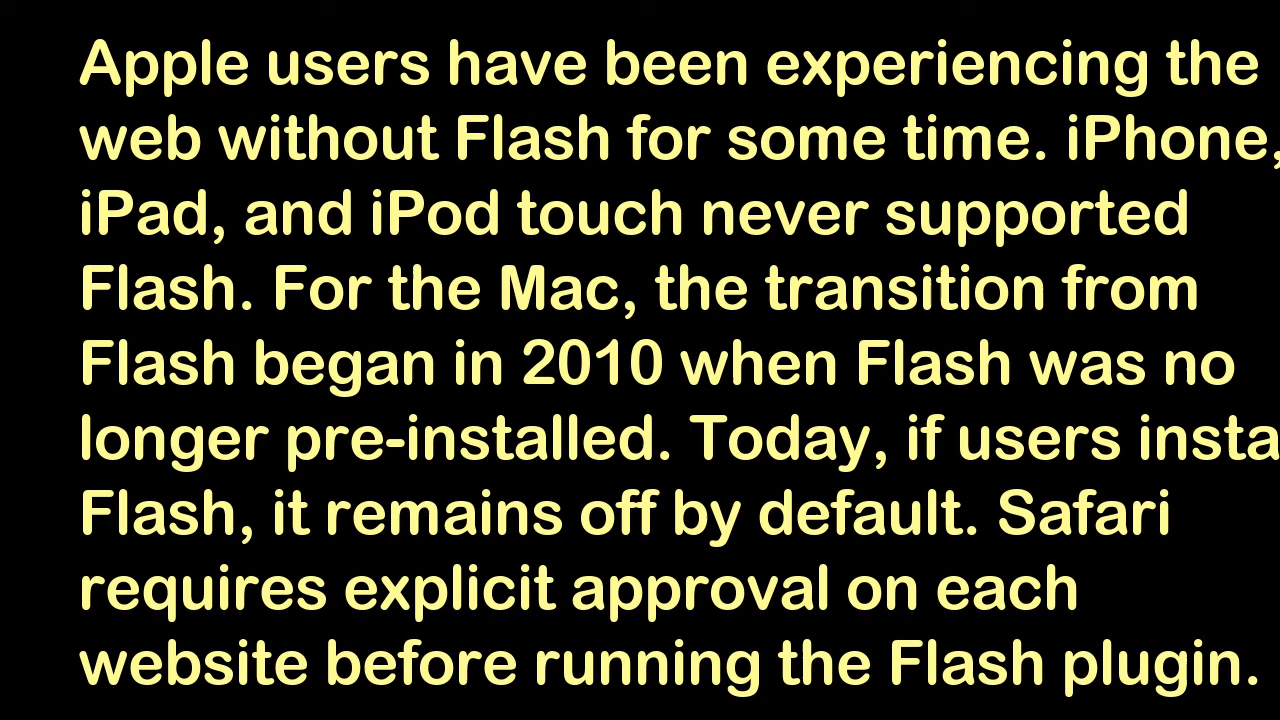 Apple users have been experiencing the
web without Flash for some time. iPhone,
iPad, and iPod touch never supported
Flash. For the Mac, the transition from
Flash began in 2010 when Flash was no
longer pre-installed. Today, if users insta
Flash, it remains off by default. Safari
requires explicit approval on each
website before running the Flash plugin.